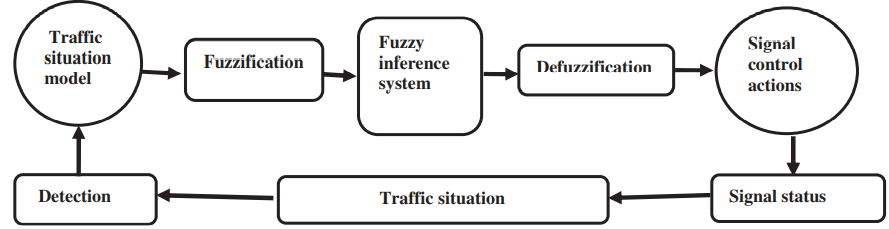 Traffic
situation
model
Fuzzification
Fuzzy
inference
system
Defuzzification
Signal
control
actions
Detection
Traffic situation
Signal status